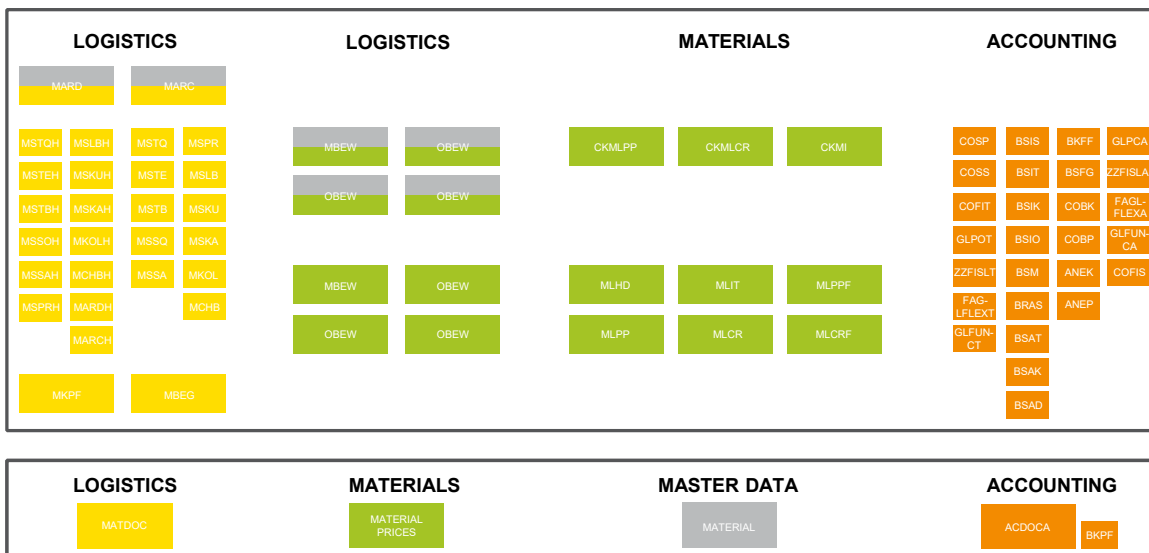 LOGISTICS
LOGISTICS
MATERIALS
ACCOUNTING
MARD
MARC
MSTQH
MSLBH
MSTQ
MSPR
MSTEH
MSKUH
MSTE
MSLB
MSTBH
MSKAH
MSTB
MSKU
MSSOH
MKOLH
MSSQ
MSKA
MSSAH
MCHBH
MSSA
MKOL
MSPRH
MARDH
MCHB
MARCH
MKPF
MBEG
MBEW
OBEW
OBEW
OBEW
MBEW
OBEW
OBEW
OBEW
CKMLPP
CKMLCR
CKMI
MLHD
MLIT
MLPPF
MLPP
MLCR
MLCRF
COSP
BSIS
BKFF
GLPCA
COSS
BSIT
BSFG
ZZFISLA
COFIT
BSIK
COBK
FAGL-
FLEXA
GLPOT
BSIO
COBP
GLFUN-
CA
ZZFISLT
BSM
ANEK
COFIS
FAG-
LFLEXT
BRAS
ANEP
GLFUN-
CT
BSAT
BSAK
BSAD
LOGISTICS
MATERIALS
MASTER DATA
ACCOUNTING
MATDOC
MATERIAL
PRICES
MATERIAL
ACDOCA
BKPF